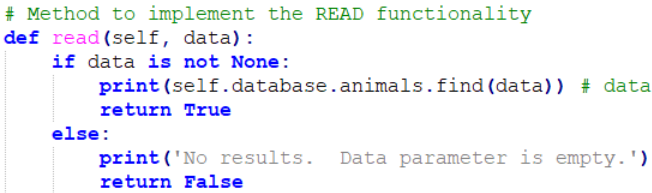 # Method to implement the READ functionality
def read(self, data):
    if data is not None:
        print(self.database.animals.find(data)) # data
        return True
    else:
        print('No results.  Data parameter is empty.')
        return False